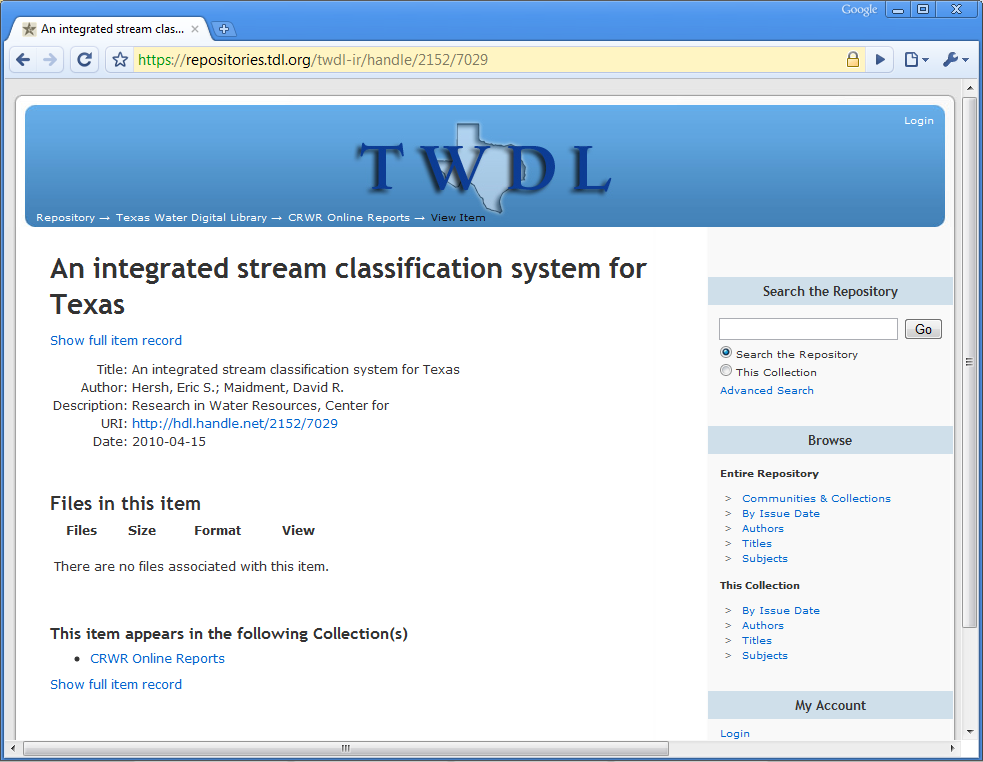 Google
An integrated stream clas...
https://repositories.tdl.org/twdl-ir/handle/2152/7029
Login
TWDL
Repository → Texas Water Digital Library → CRWR Online Reports → View Item
An integrated stream classification system for
Texas
Show full item record
Title: An integrated stream classification system for Texas
Author: Hersh, Eric S.; Maidment, David R.
Description: Research in Water Resources, Center for
URI: http://hdl.handle.net/2152/7029
Date: 2010-04-15
Files in this item
Files Size Format View
There are no files associated with this item.
This item appears in the following Collection(s)
• CRWR Online Reports
Show full item record
Search the Repository
Go
Search the Repository
This Collection
Advanced Search
Browse
Entire Repository
> Communities & Collections
> By Issue Date
> Authors
> Titles
> Subjects
This Collection
> By Issue Date
> Authors
> Titles
> Subjects
My Account
Login